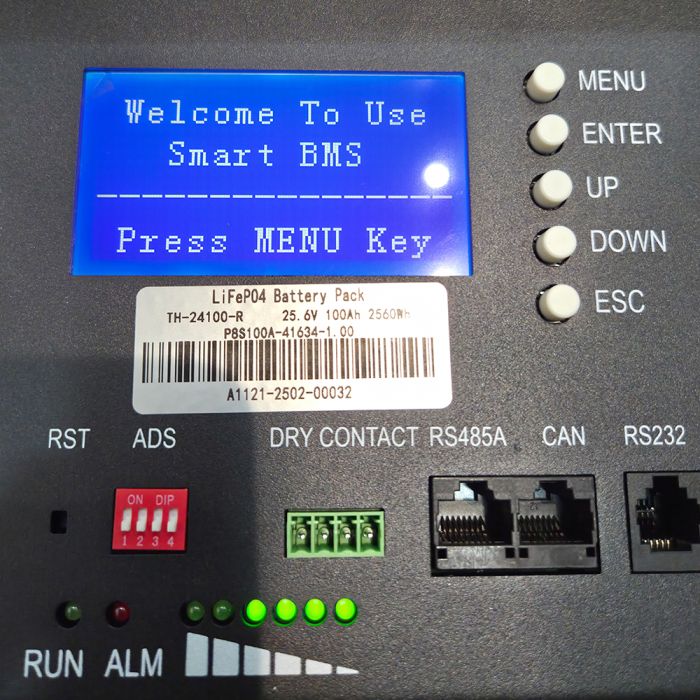 Welcome To Use
Smart BMS
Press MENU Key
MENU
ENTER
UP
DOWN
ESC
LiFePO4 Battery Pack
TH-24100-R 25.6V 100Ah 2560Wh
P8S100A-41634-1.00
A1121-2502-00032
RST ADS DRY CONTACT RS485A CAN RS232
ON DIP
1 2 3 4
RUN ALM